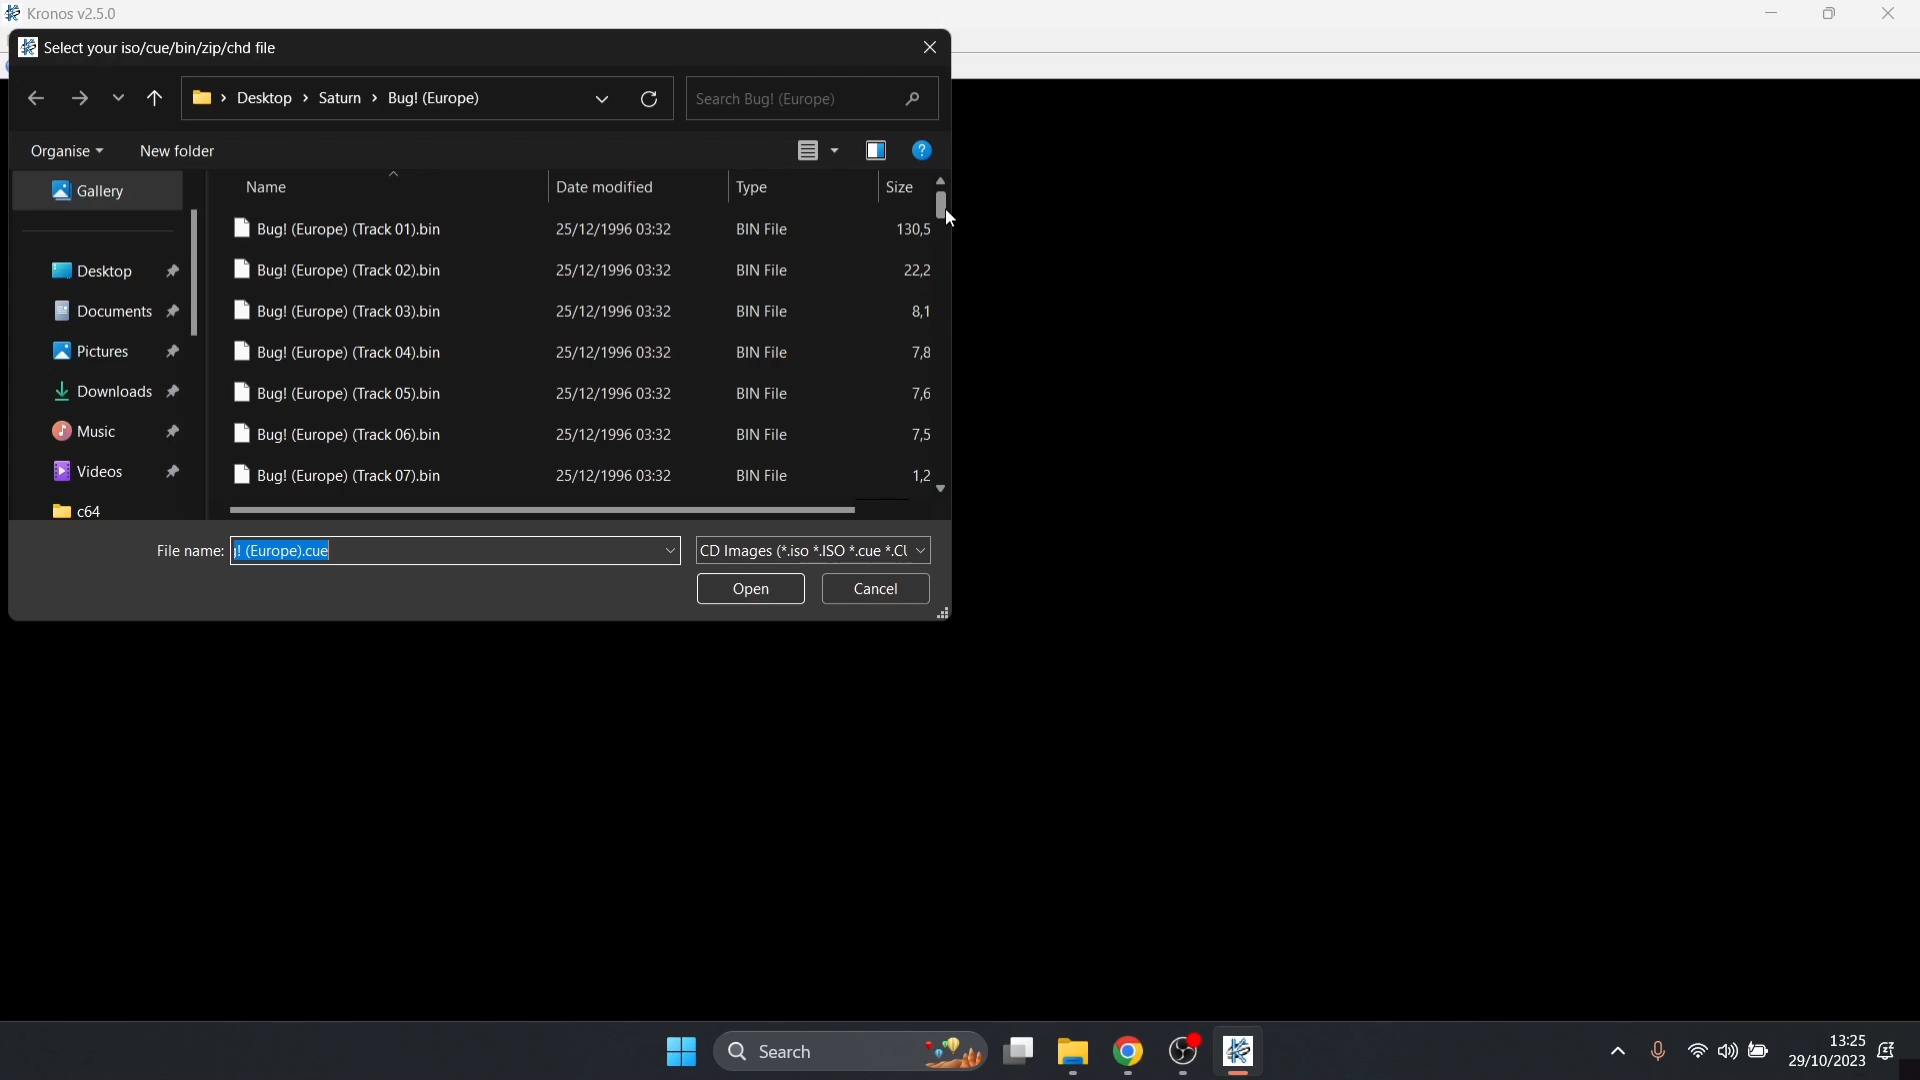 Kronos v2.5.0
Select your iso/cue/bin/zip/chd file
Desktop > Saturn > Bug! (Europe)
Search Bug! (Europe)
Organise
New folder
Gallery
Desktop
Documents
Pictures
Downloads
Music
Videos
c64
Name Date modified Type Size
Bug! (Europe) (Track 01).bin 25/12/1996 03:32 BIN File 130,5
Bug! (Europe) (Track 02).bin 25/12/1996 03:32 BIN File 22,2
Bug! (Europe) (Track 03).bin 25/12/1996 03:32 BIN File 8,1
Bug! (Europe) (Track 04).bin 25/12/1996 03:32 BIN File 7,8
Bug! (Europe) (Track 05).bin 25/12/1996 03:32 BIN File 7,6
Bug! (Europe) (Track 06).bin 25/12/1996 03:32 BIN File 7,5
Bug! (Europe) (Track 07).bin 25/12/1996 03:32 BIN File 1,2
File name: ! (Europe).cue
CD Images (*.iso *.ISO *.cue *.CU
Open Cancel
Search
13:25
29/10/2023